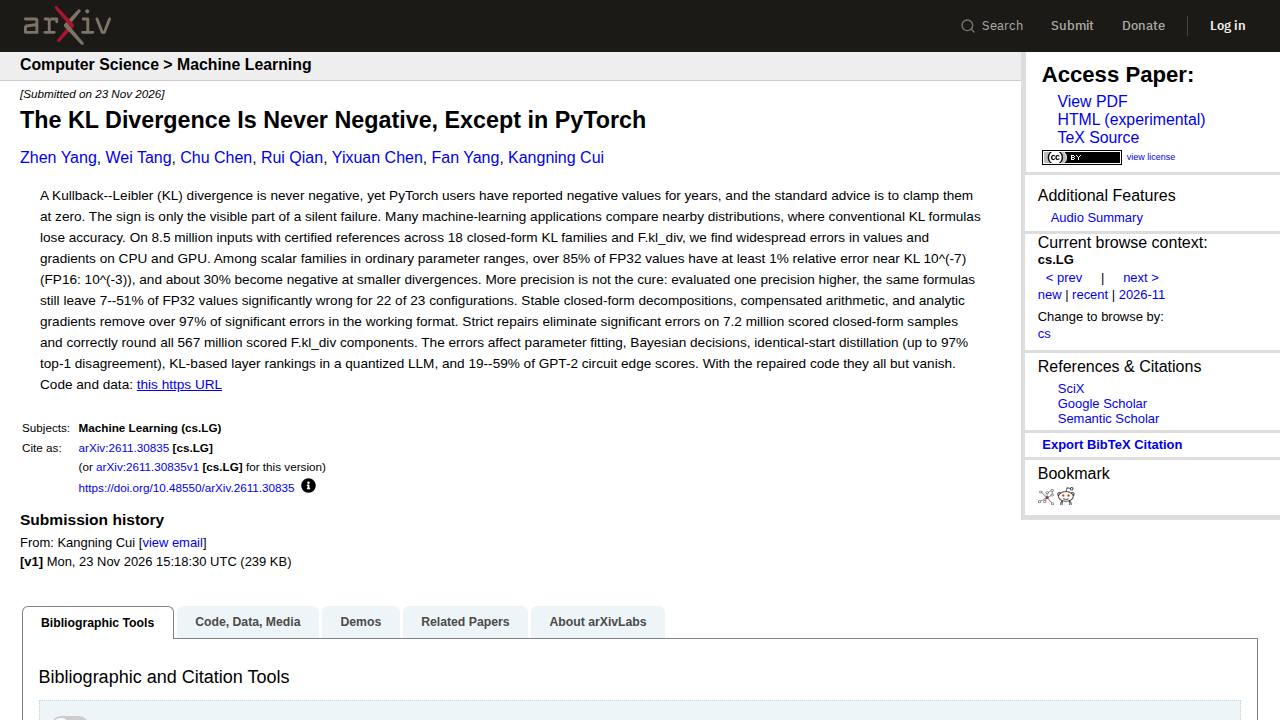 arXiv
Search
Submit
Donate
Log in
Computer Science > Machine Learning
[Submitted on 23 Nov 2026]
The KL Divergence Is Never Negative, Except in PyTorch
Zhen Yang, Wei Tang, Chu Chen, Rui Qian, Yixuan Chen, Fan Yang, Kangning Cui
A Kullback--Leibler (KL) divergence is never negative, yet PyTorch users have reported negative values for years, and the standard advice is to clamp them
at zero. The sign is only the visible part of a silent failure. Many machine-learning applications compare nearby distributions, where conventional KL formulas
lose accuracy. On 8.5 million inputs with certified references across 18 closed-form KL families and F.kl_div, we find widespread errors in values and
gradients on CPU and GPU. Among scalar families in ordinary parameter ranges, over 85% of FP32 values have at least 1% relative error near KL 10^(-7)
(FP16: 10^(-3)), and about 30% become negative at smaller divergences. More precision is not the cure: evaluated one precision higher, the same formulas
still leave 7--51% of FP32 values significantly wrong for 22 of 23 configurations. Stable closed-form decompositions, compensated arithmetic, and analytic
gradients remove over 97% of significant errors in the working format. Strict repairs eliminate significant errors on 7.2 million scored closed-form samples
and correctly round all 567 million scored F.kl_div components. The errors affect parameter fitting, Bayesian decisions, identical-start distillation (up to 97%
top-1 disagreement), KL-based layer rankings in a quantized LLM, and 19--59% of GPT-2 circuit edge scores. With the repaired code they all but vanish.
Code and data: this https URL
Subjects: Machine Learning (cs.LG)
Cite as: arXiv:2611.30835 [cs.LG]
(or arXiv:2611.30835v1 [cs.LG] for this version)
https://doi.org/10.48550/arXiv.2611.30835
Submission history
From: Kangning Cui [view email]
[v1] Mon, 23 Nov 2026 15:18:30 UTC (239 KB)
Access Paper:
View PDF
HTML (experimental)
TeX Source
(cc) BY view license
Additional Features
Audio Summary
Current browse context:
cs.LG
< prev | next >
new | recent | 2026-11
Change to browse by:
cs
References & Citations
SciX
Google Scholar
Semantic Scholar
Export BibTeX Citation
Bookmark
Bibliographic Tools
Code, Data, Media
Demos
Related Papers
About arXivLabs
Bibliographic and Citation Tools